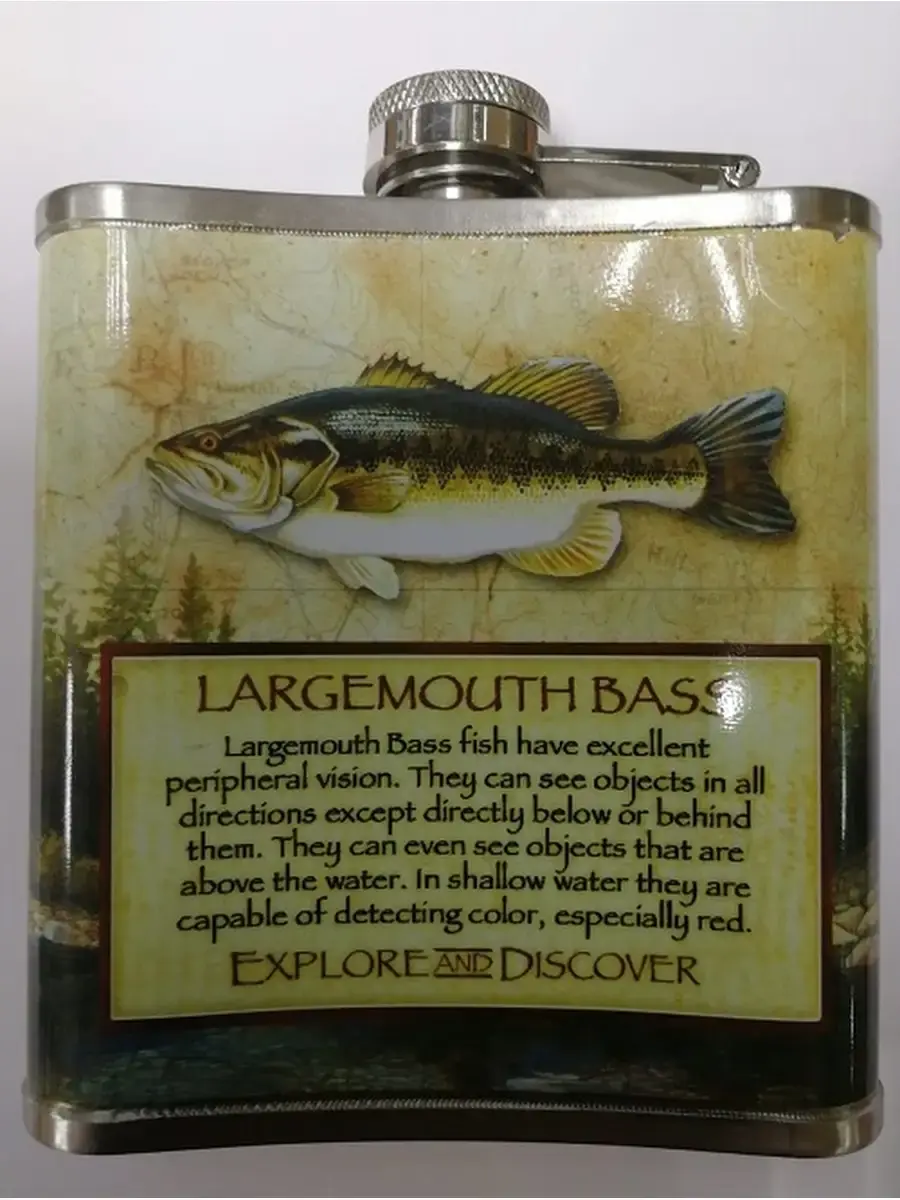 LARGEMOUTH BASS
Largemouth Bass fish have excellent
peripheral vision. They can see objects in all
directions except directly below or behind
them. They can even see objects that are
above the water. In shallow water they are
capable of detecting color, especially red.
EXPLORE AND DISCOVER